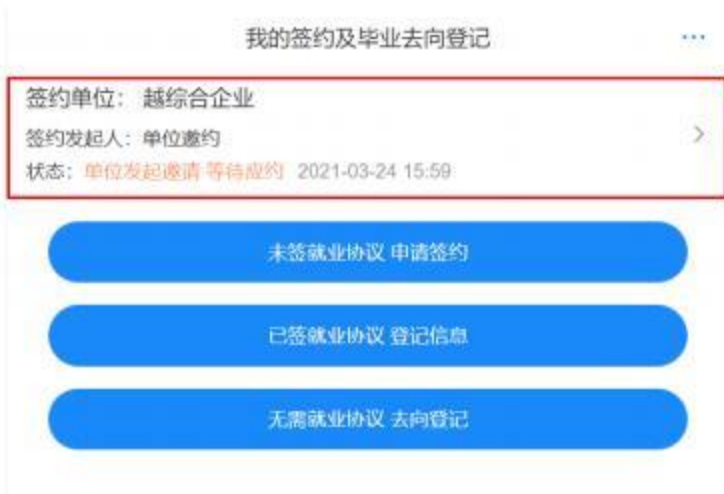 我的签约及毕业去向登记
签约单位： 越综合企业
签约发起人：单位邀约
状态：单位发起邀请 等待应约 2021-03-24 15:59
未签就业协议 申请签约
已签就业协议 登记信息
无需就业协议 去向登记